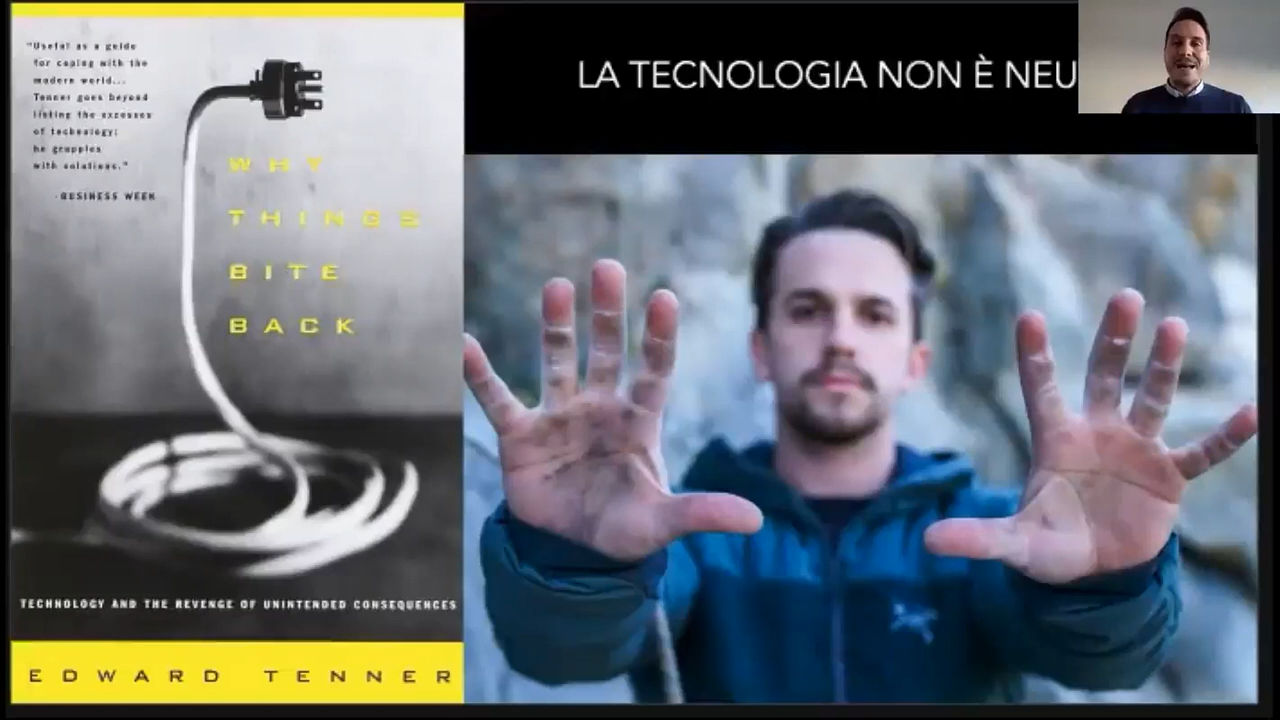 "Useful as a guide
for coping with the
modern world...
Tenner goes beyond
listing the excesses
of technology;
he grapples
with solutions."
-BUSINESS WEEK
WHY
THINGS
BITE
BACK
TECHNOLOGY AND THE REVENGE OF UNINTENDED CONSEQUENCES
EDWARD TENNER
LA TECNOLOGIA NON È NEU